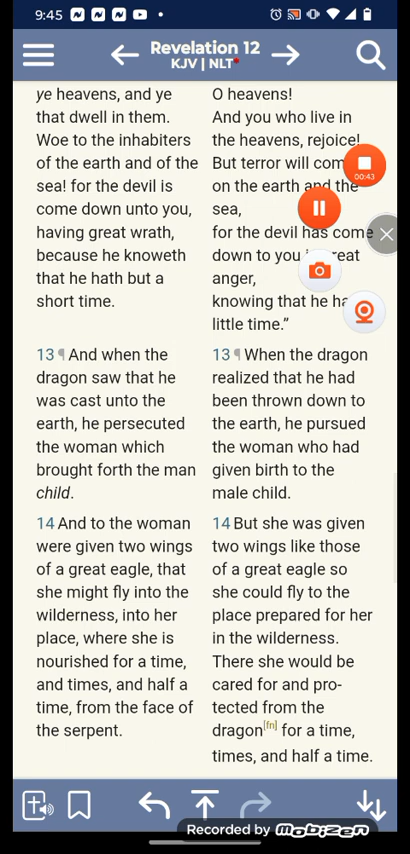 9:45
Revelation 12
KJV | NLT
ye heavens, and ye
that dwell in them.
Woe to the inhabiters
of the earth and of the
sea! for the devil is
come down unto you,
having great wrath,
because he knoweth
that he hath but a
short time.
13 ¶ And when the
dragon saw that he
was cast unto the
earth, he persecuted
the woman which
brought forth the man
child.
14 And to the woman
were given two wings
of a great eagle, that
she might fly into the
wilderness, into her
place, where she is
nourished for a time,
and times, and half a
time, from the face of
the serpent.
O heavens!
And you who live in
the heavens, rejoice!
But terror will com
on the earth and the
sea,
for the devil has come
down to you i reat
anger,
knowing that he ha
little time.”
13 ¶ When the dragon
realized that he had
been thrown down to
the earth, he pursued
the woman who had
given birth to the
male child.
14 But she was given
two wings like those
of a great eagle so
she could fly to the
place prepared for her
in the wilderness.
There she would be
cared for and pro-
tected from the
dragon[fn] for a time,
times, and half a time.
00:43
Recorded by mobizen